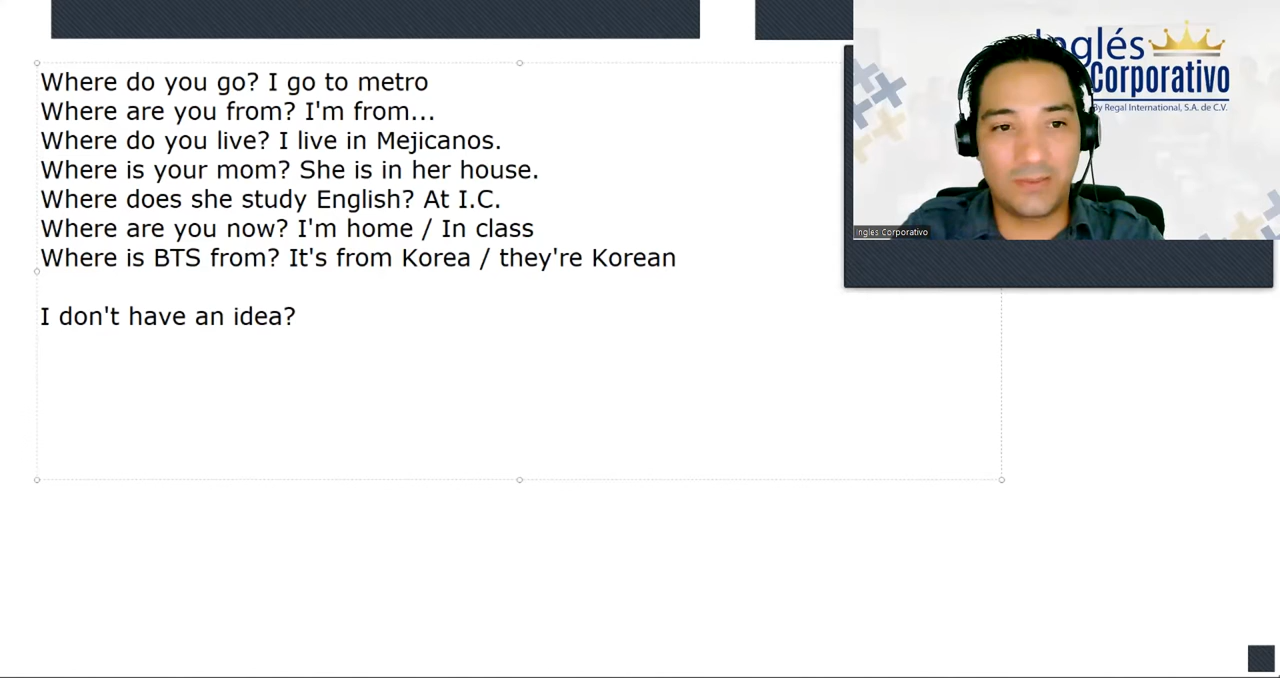 Where do you go? I go to metro
Where are you from? I'm from...
Where do you live? I live in Mejicanos.
Where is your mom? She is in her house.
Where does she study English? At I.C.
Where are you now? I'm home / In class
Where is BTS from? It's from Korea / they're Korean
I don't have an idea?
Inglés
Corporativo
By Regal International, S.A. de C.V.
Inglés Corporativo